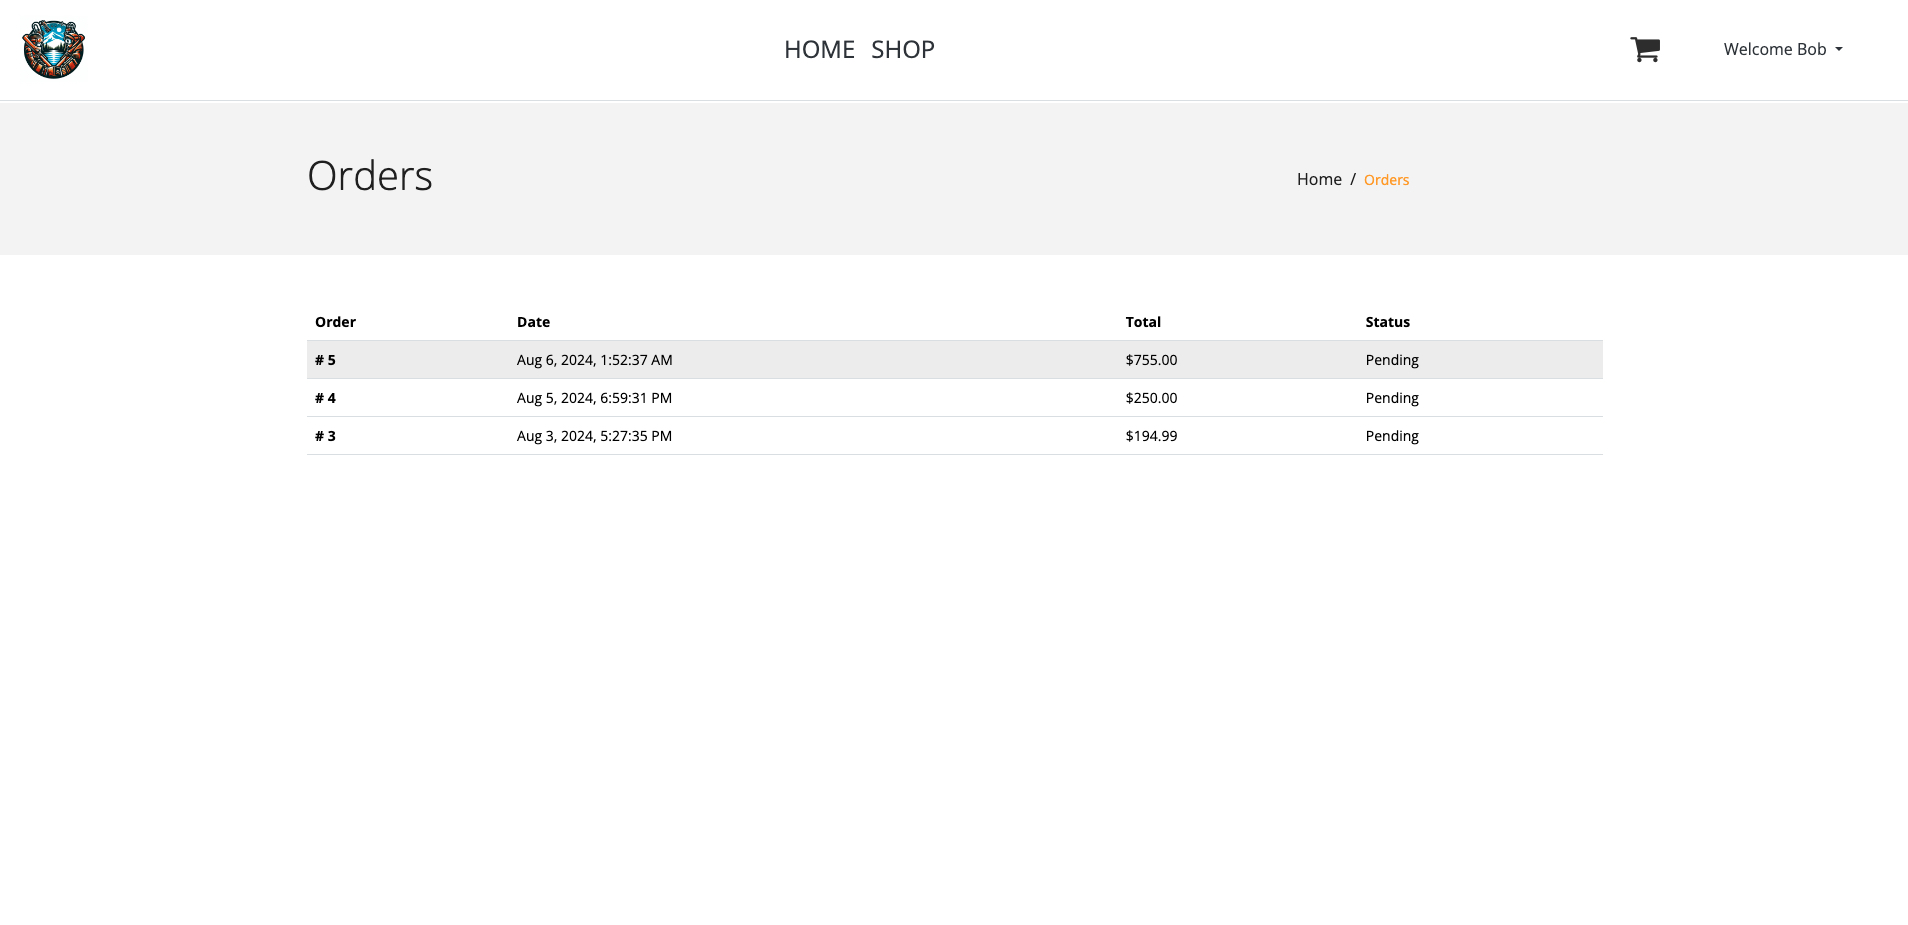 HOME SHOP Welcome Bob
Orders Home / Orders
Order Date Total Status
# 5 Aug 6, 2024, 1:52:37 AM $755.00 Pending
# 4 Aug 5, 2024, 6:59:31 PM $250.00 Pending
# 3 Aug 3, 2024, 5:27:35 PM $194.99 Pending